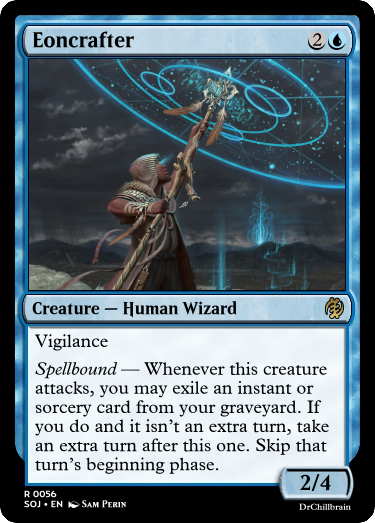 Eoncrafter 2
Creature — Human Wizard
Vigilance
Spellbound — Whenever this creature
attacks, you may exile an instant or
sorcery card from your graveyard. If
you do and it isn't an extra turn, take
an extra turn after this one. Skip that
turn's beginning phase.
2/4
R 0056
SOJ • EN Sam Perin
DrChillbrain